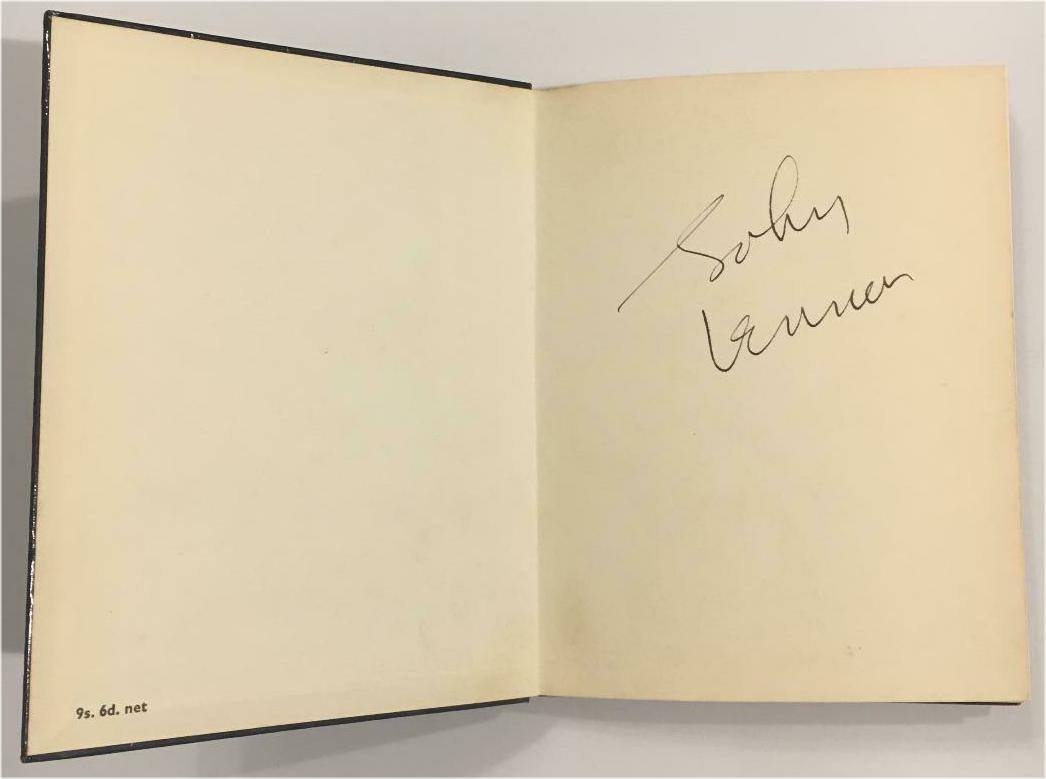 John
Lennon
9s. 6d. net